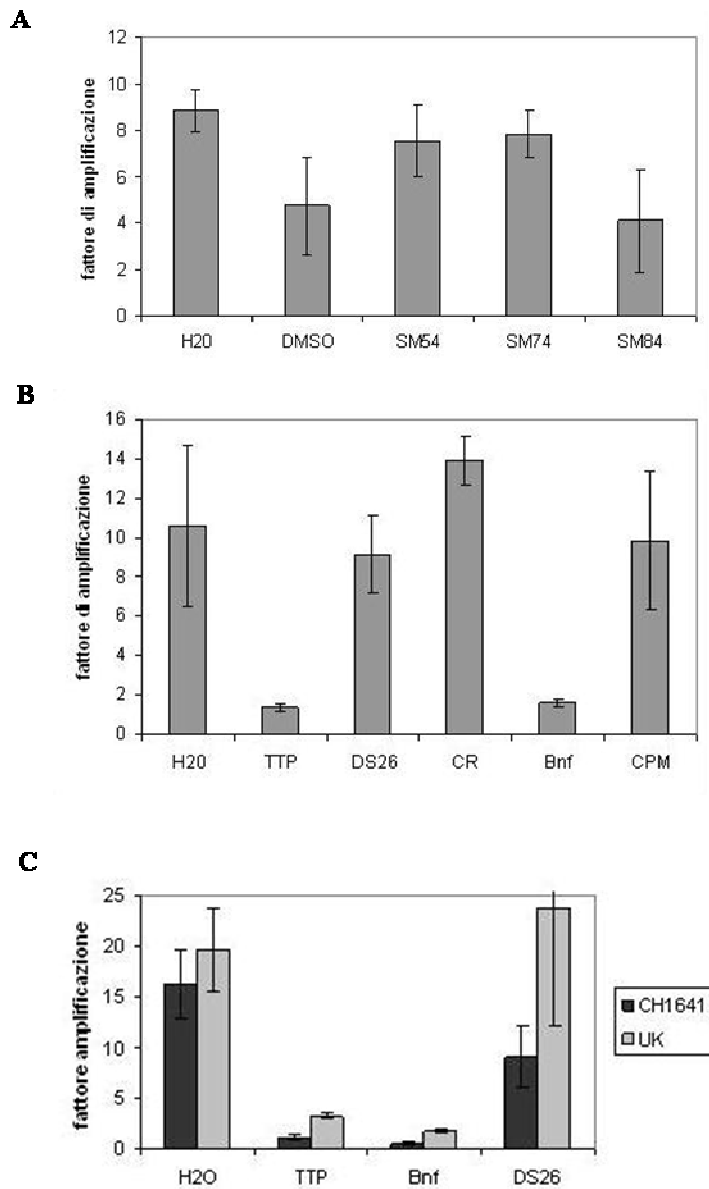 A
12
10
8
6
4
2
0
fattore di amplificazione
H20 DMSO SM54 SM74 SM84
B
16
14
12
10
8
6
4
2
0
fattore di amplificazione
H20 TTP DS26 CR Bnf CPM
C
25
20
15
10
5
0
fattore amplificazione
H2O TTP Bnf DS26
CH1641
UK